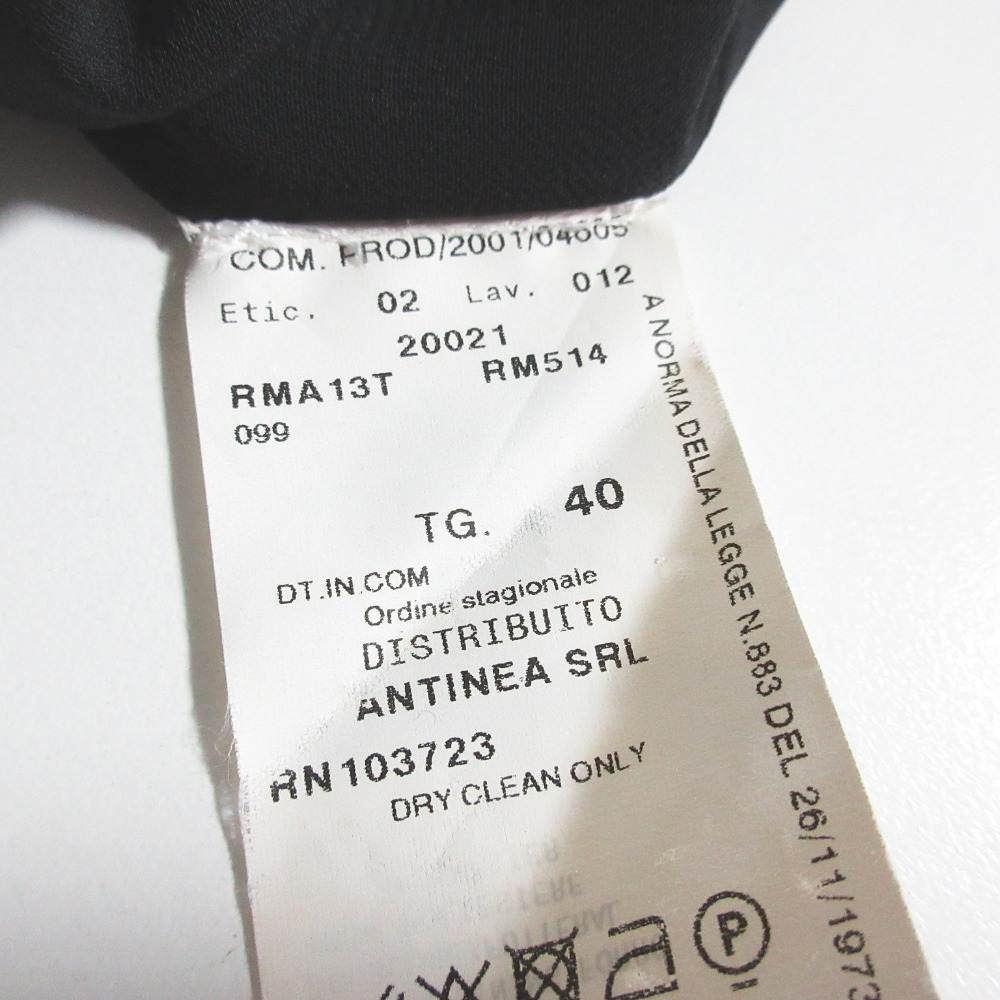 COM. PROD/2001/04605
Etic. 02 Lav. 012
20021
RMA13T RM514
099
TG. 40
DT.IN.COM
Ordine stagionale
DISTRIBUITO
ANTINEA SRL
RN103723
DRY CLEAN ONLY
P
A NORMA DELLA LEGGE N.883 DEL 26/11/1973